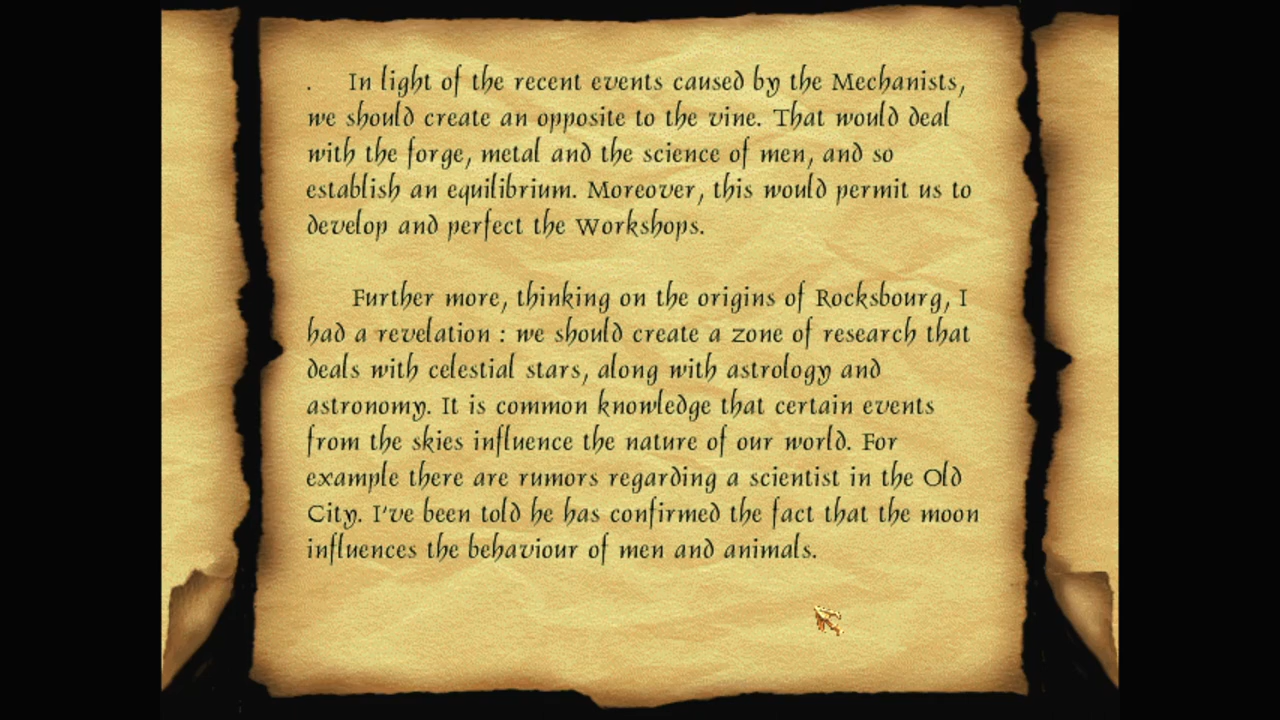 . In light of the recent events caused by the Mechanists,
we should create an opposite to the vine. That would deal
with the forge, metal and the science of men, and so
establish an equilibrium. Moreover, this would permit us to
develop and perfect the Workshops.
Further more, thinking on the origins of Rocksbourg, I
had a revelation : we should create a zone of research that
deals with celestial stars, along with astrology and
astronomy. It is common knowledge that certain events
from the skies influence the nature of our world. For
example there are rumors regarding a scientist in the Old
City. I've been told he has confirmed the fact that the moon
influences the behaviour of men and animals.